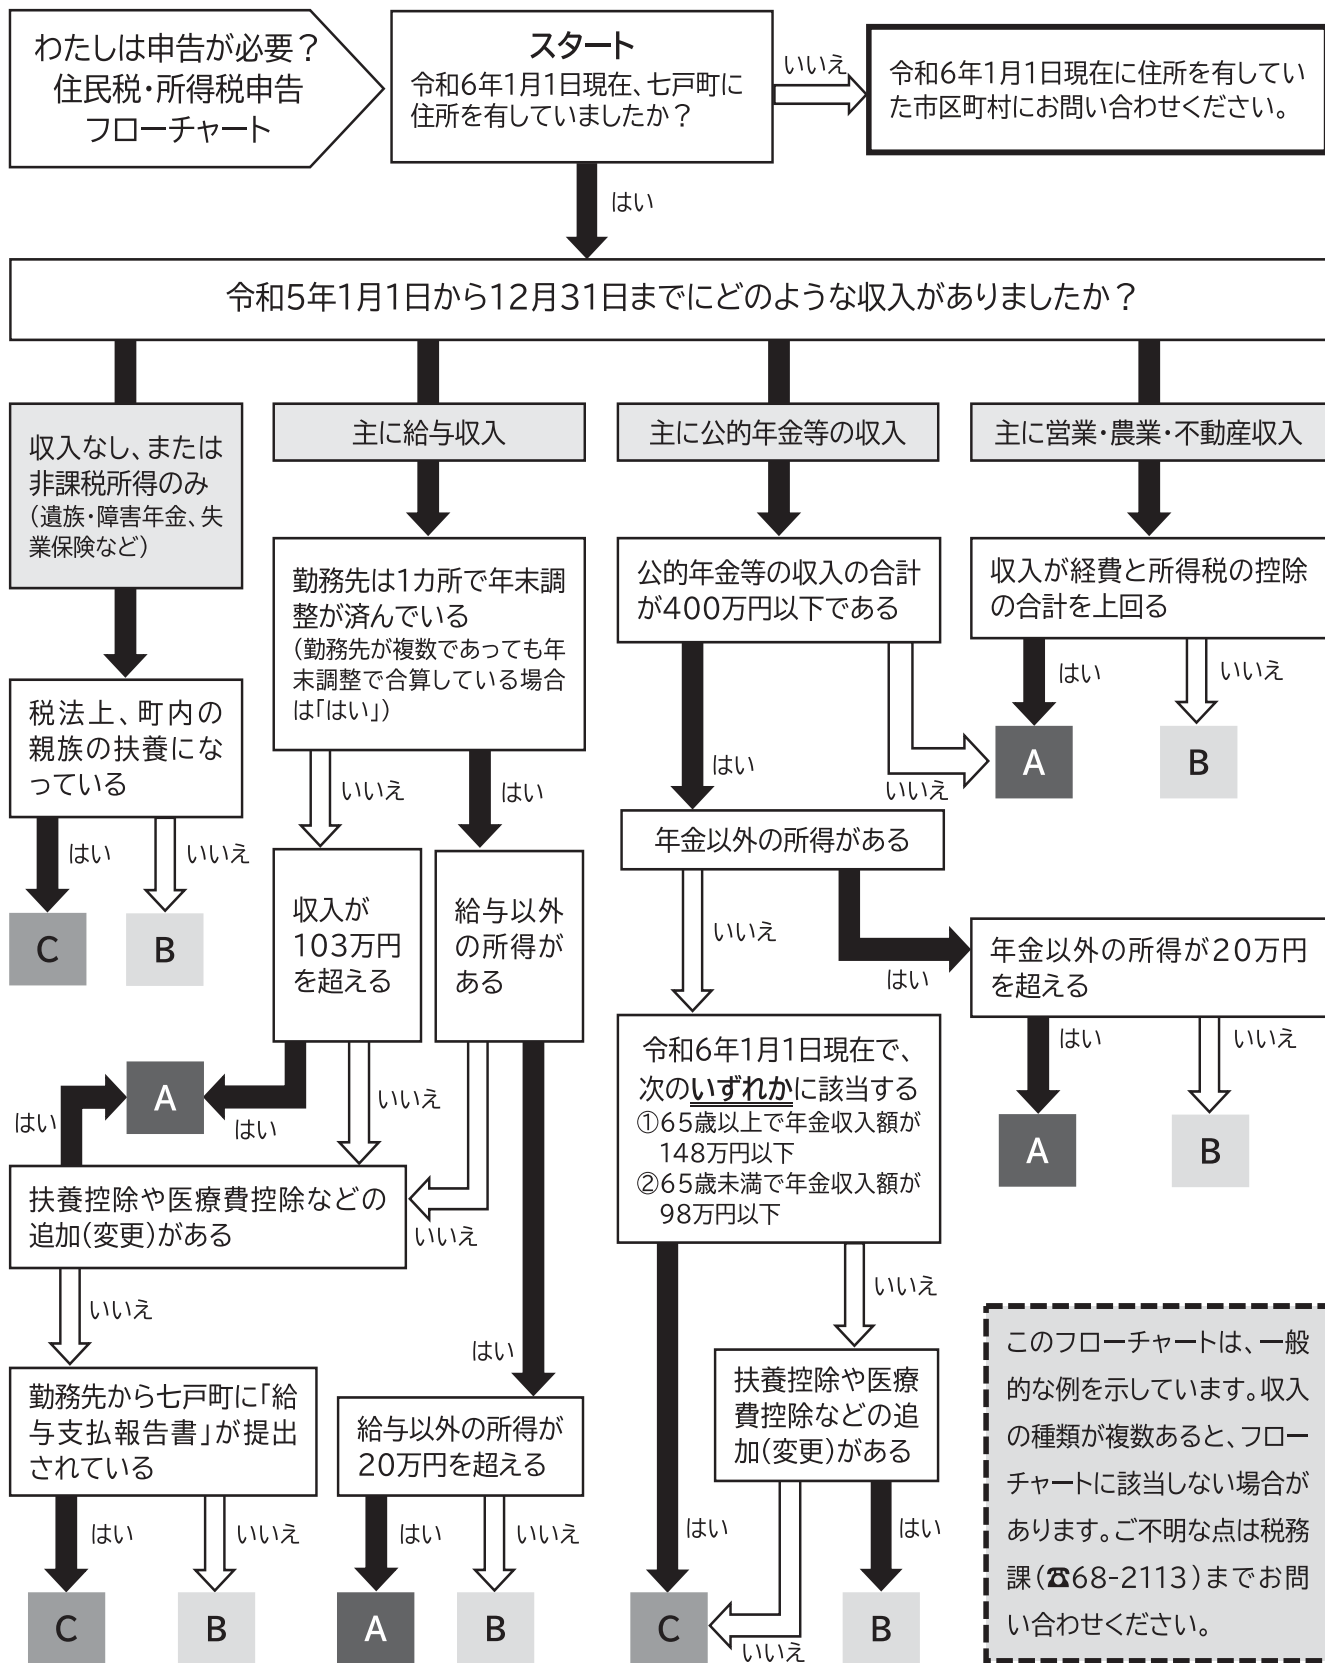 わたしは申告が必要？
住民税・所得税申告
フローチャート
スタート
令和6年1月1日現在、七戸町に
住所を有していましたか？
いいえ
令和6年1月1日現在に住所を有してい
た市区町村にお問い合わせください。
はい
令和5年1月1日から12月31日までにどのような収入がありましたか？
収入なし、または
非課税所得のみ
（遺族・障害年金、失
業保険など）
税法上、町内の
親族の扶養にな
っている
はい
いいえ
C
B
主に給与収入
勤務先は1カ所で年末調
整が済んでいる
（勤務先が複数であっても年
末調整で合算している場合
は「はい」）
いいえ
はい
収入が
103万円
を超える
給与以外
の所得が
ある
A
はい
はい
いいえ
扶養控除や医療費控除などの
追加（変更）がある
いいえ
いいえ
はい
勤務先から七戸町に「給
与支払報告書」が提出
されている
はい
いいえ
C
B
給与以外の所得が
20万円を超える
はい
いいえ
A
B
主に公的年金等の収入
公的年金等の収入の合計
が400万円以下である
はい
いいえ
年金以外の所得がある
いいえ
はい
令和6年1月1日現在で、
次のいずれかに該当する
①65歳以上で年金収入額が
148万円以下
②65歳未満で年金収入額が
98万円以下
いいえ
扶養控除や医療
費控除などの追
加（変更）がある
はい
はい
いいえ
C
B
主に営業・農業・不動産収入
収入が経費と所得税の控除
の合計を上回る
はい
いいえ
A
B
年金以外の所得が20万円
を超える
はい
いいえ
A
B
このフローチャートは、一般
的な例を示しています。収入
の種類が複数あると、フロー
チャートに該当しない場合が
あります。ご不明な点は税務
課（☎68-2113）までお問
い合わせください。